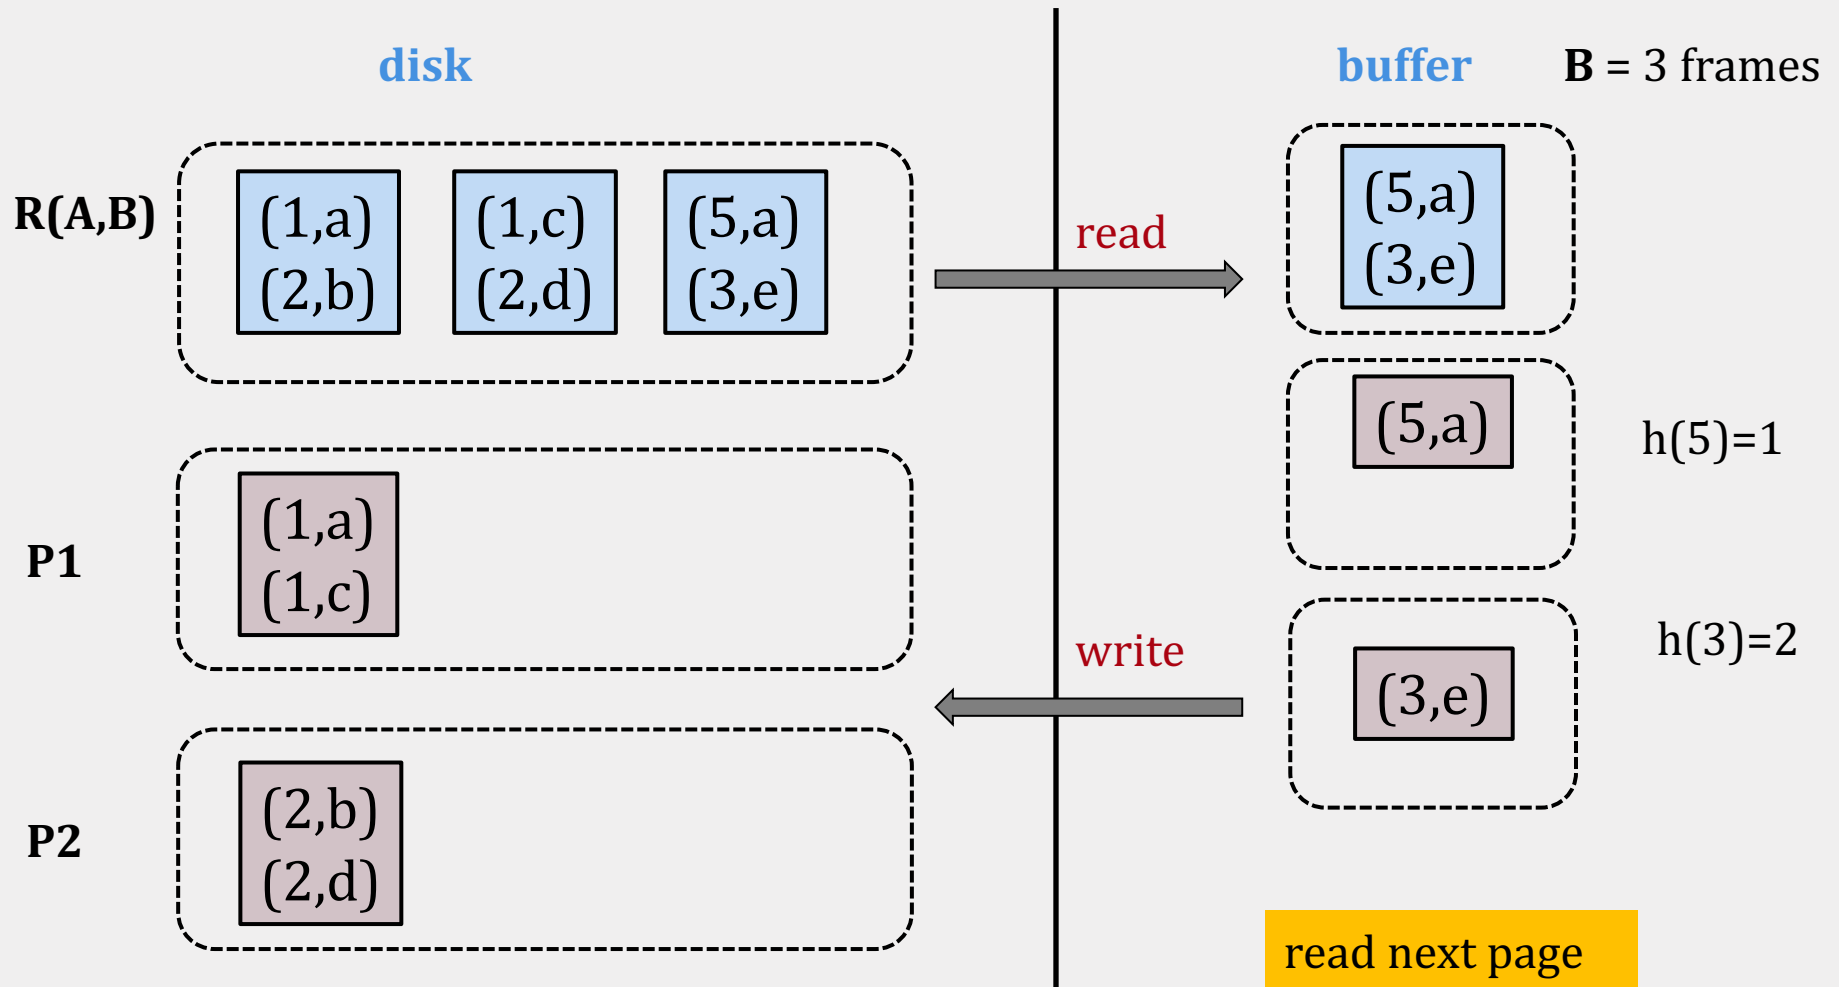 disk
buffer
B = 3 frames
R(A,B)
(1,a)
(2,b)
(1,c)
(2,d)
(5,a)
(3,e)
read
(5,a)
(3,e)
(5,a)
h(5)=1
P1
(1,a)
(1,c)
write
(3,e)
h(3)=2
P2
(2,b)
(2,d)
read next page